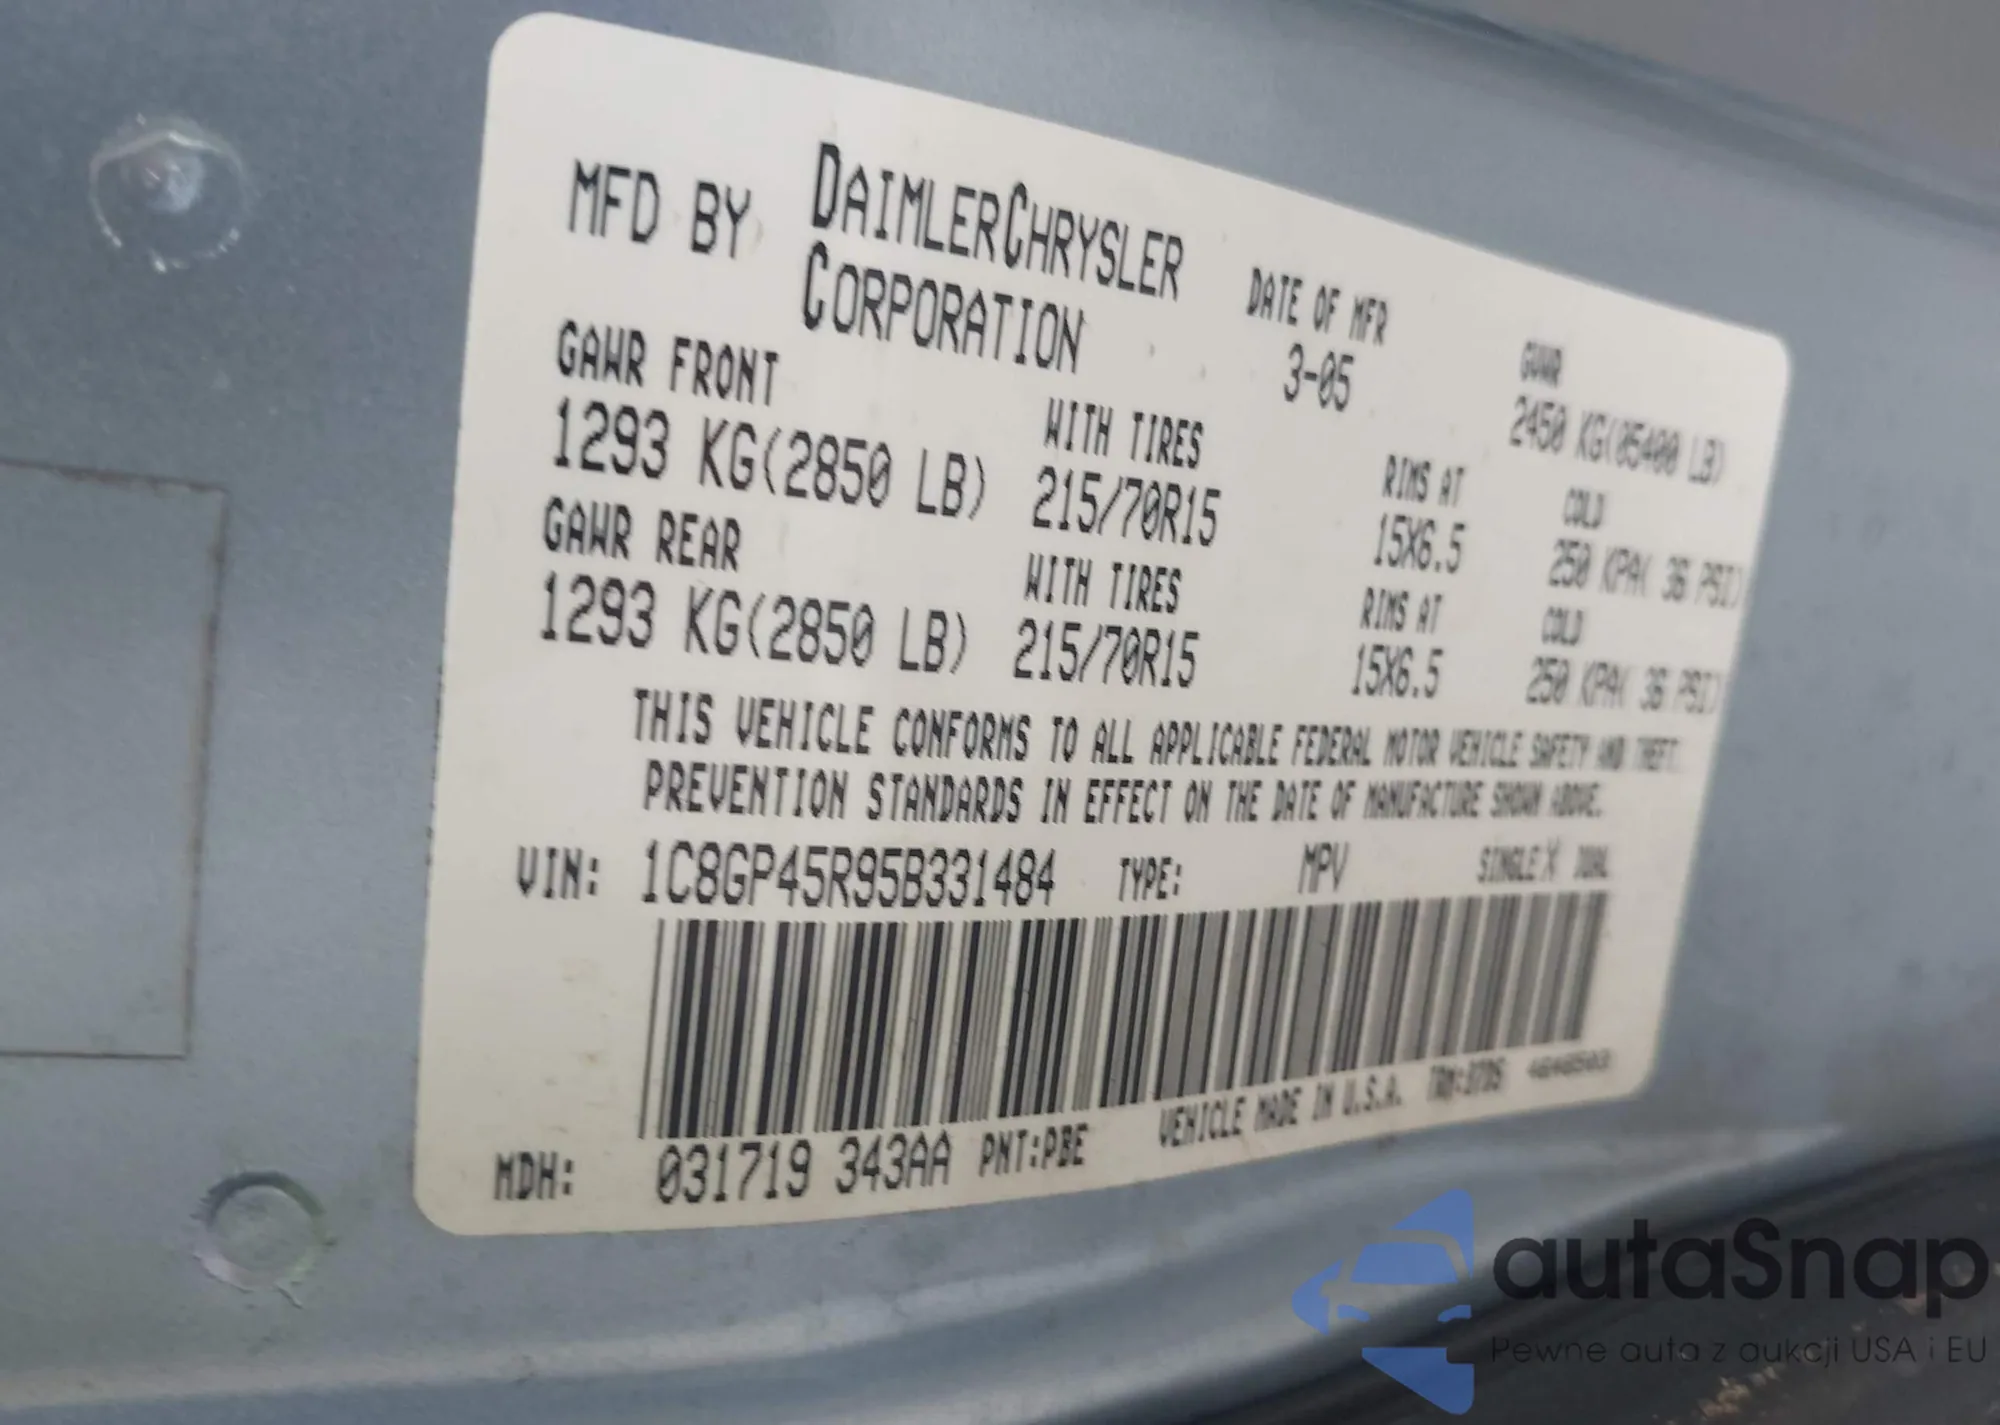 MFD BY DAIMLERCHRYSLER CORPORATION
DATE OF MFR 3-05
GVWR 2450 KG(05400 LB)
GAWR FRONT
1293 KG(2850 LB)
WITH TIRES
215/70R15
RIMS AT
15X6.5
COLD
250 KPA( 36 PSI)
GAWR REAR
1293 KG(2850 LB)
WITH TIRES
215/70R15
RIMS AT
15X6.5
COLD
250 KPA( 36 PSI)
THIS VEHICLE CONFORMS TO ALL APPLICABLE FEDERAL MOTOR VEHICLE SAFETY AND THEFT
PREVENTION STANDARDS IN EFFECT ON THE DATE OF MANUFACTURE SHOWN ABOVE.
VIN: 1C8GP45R95B331484 TYPE: MPV SINGLE X DUAL
MDH: 031719 343AA PNT:PBE VEHICLE MADE IN U.S.A.
autaSnap
Pewne auta z aukcji USA i EU